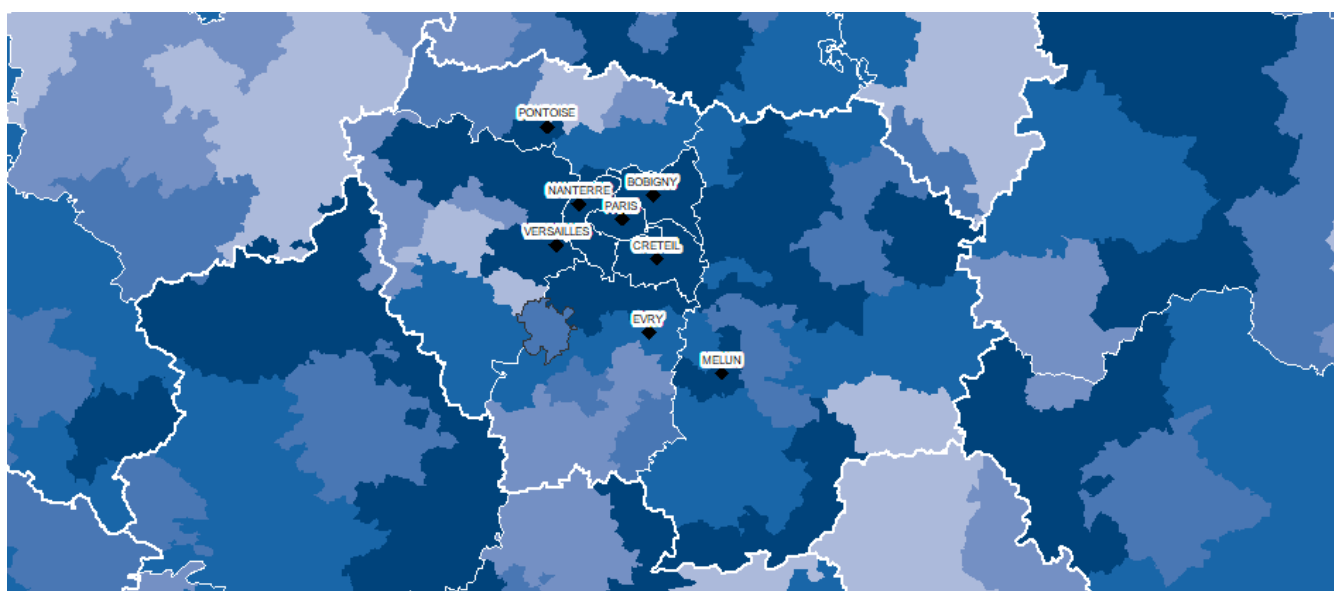 PONTOISE
BOBIGNY
NANTERRE
PARIS
VERSAILLES
CRETEIL
EVRY
MELUN